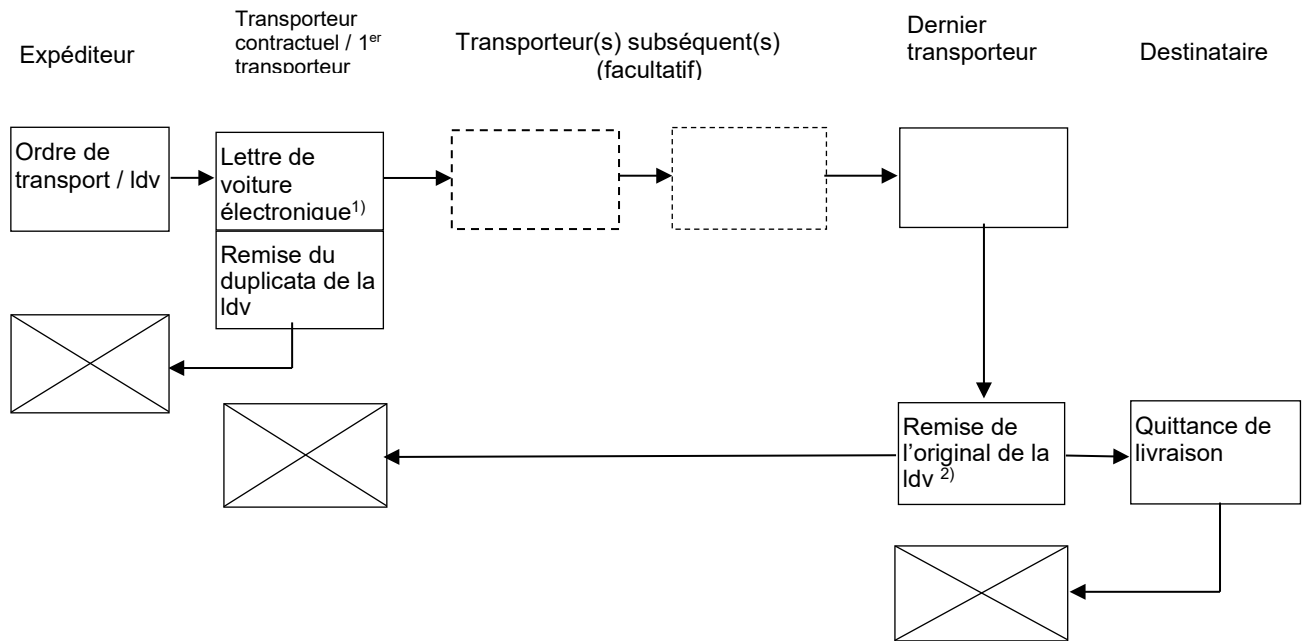 Expéditeur
Transporteur
contractuel / 1er
transporteur
Transporteur(s) subséquent(s)
(facultatif)
Dernier
transporteur
Destinataire
Ordre de
transport / ldv
Lettre de
voiture
électronique1)
Remise du
duplicata de la
ldv
Remise de
l’original de la
ldv 2)
Quittance de
livraison